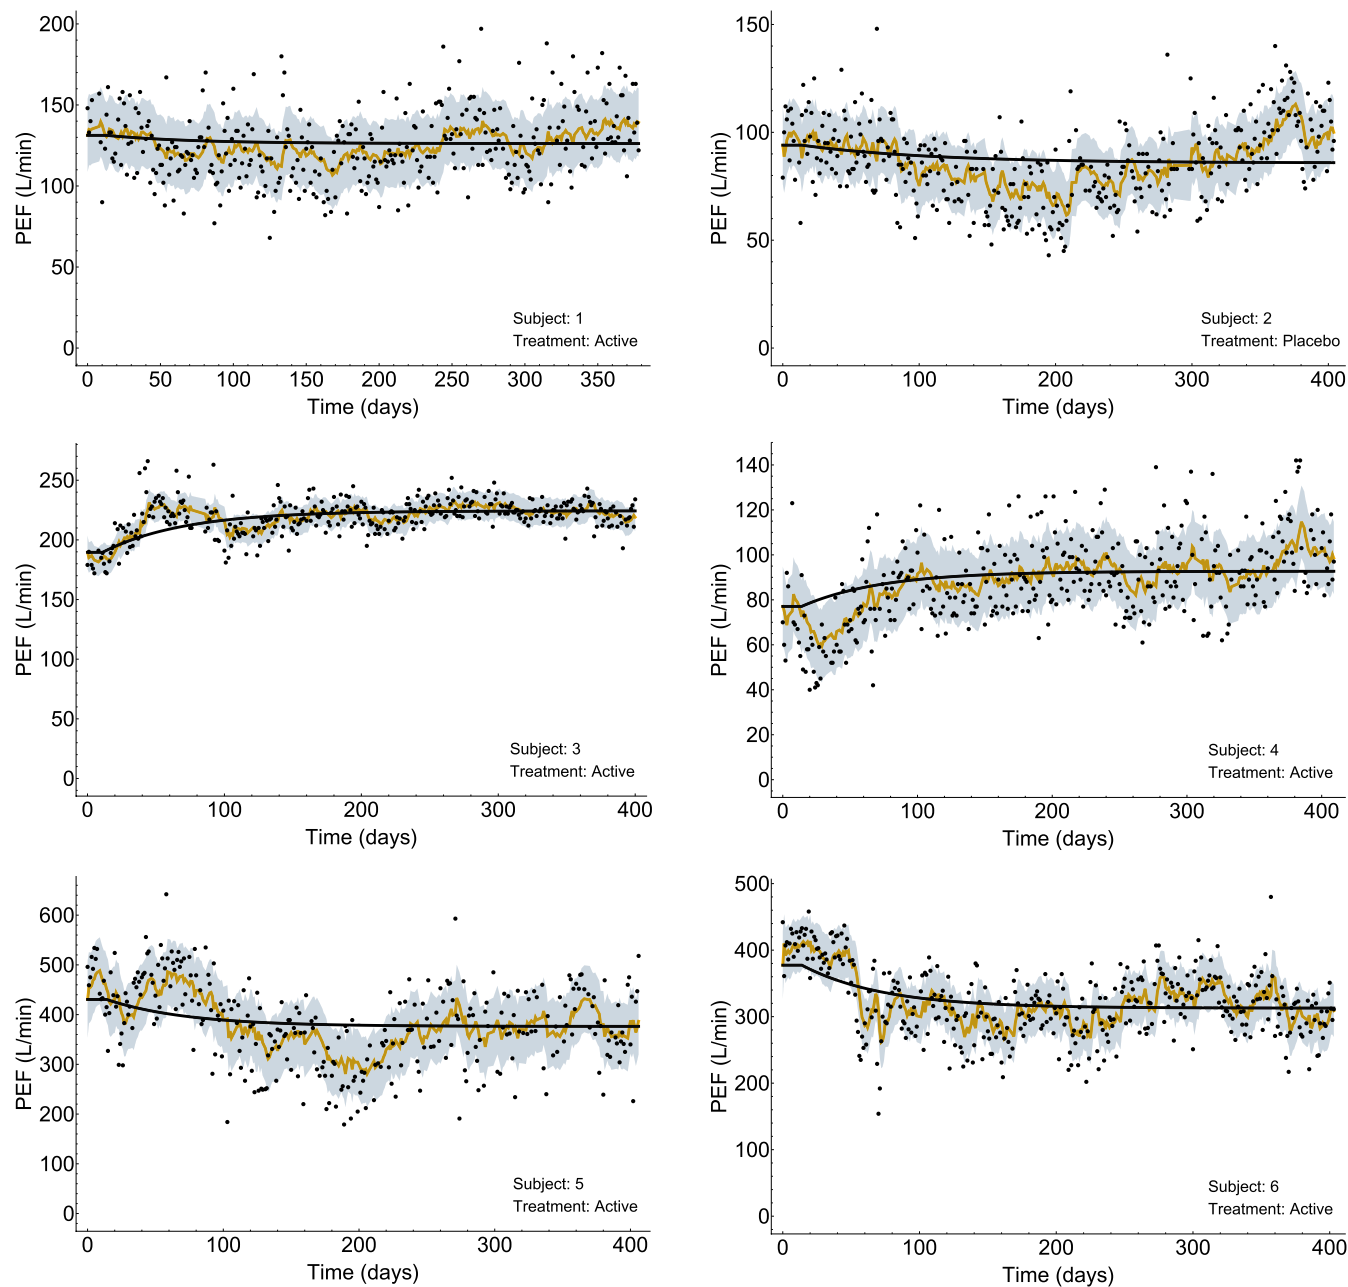 200
150
100
50
0
PEF (L/min)
0 50 100 150 200 250 300 350
Time (days)
Subject: 1
Treatment: Active
150
100
50
0
PEF (L/min)
0 100 200 300 400
Time (days)
Subject: 2
Treatment: Placebo
250
200
150
100
50
0
PEF (L/min)
0 100 200 300 400
Time (days)
Subject: 3
Treatment: Active
140
120
100
80
60
40
20
0
PEF (L/min)
0 100 200 300 400
Time (days)
Subject: 4
Treatment: Active
600
500
400
300
200
100
0
PEF (L/min)
0 100 200 300 400
Time (days)
Subject: 5
Treatment: Active
500
400
300
200
100
0
PEF (L/min)
0 100 200 300 400
Time (days)
Subject: 6
Treatment: Active